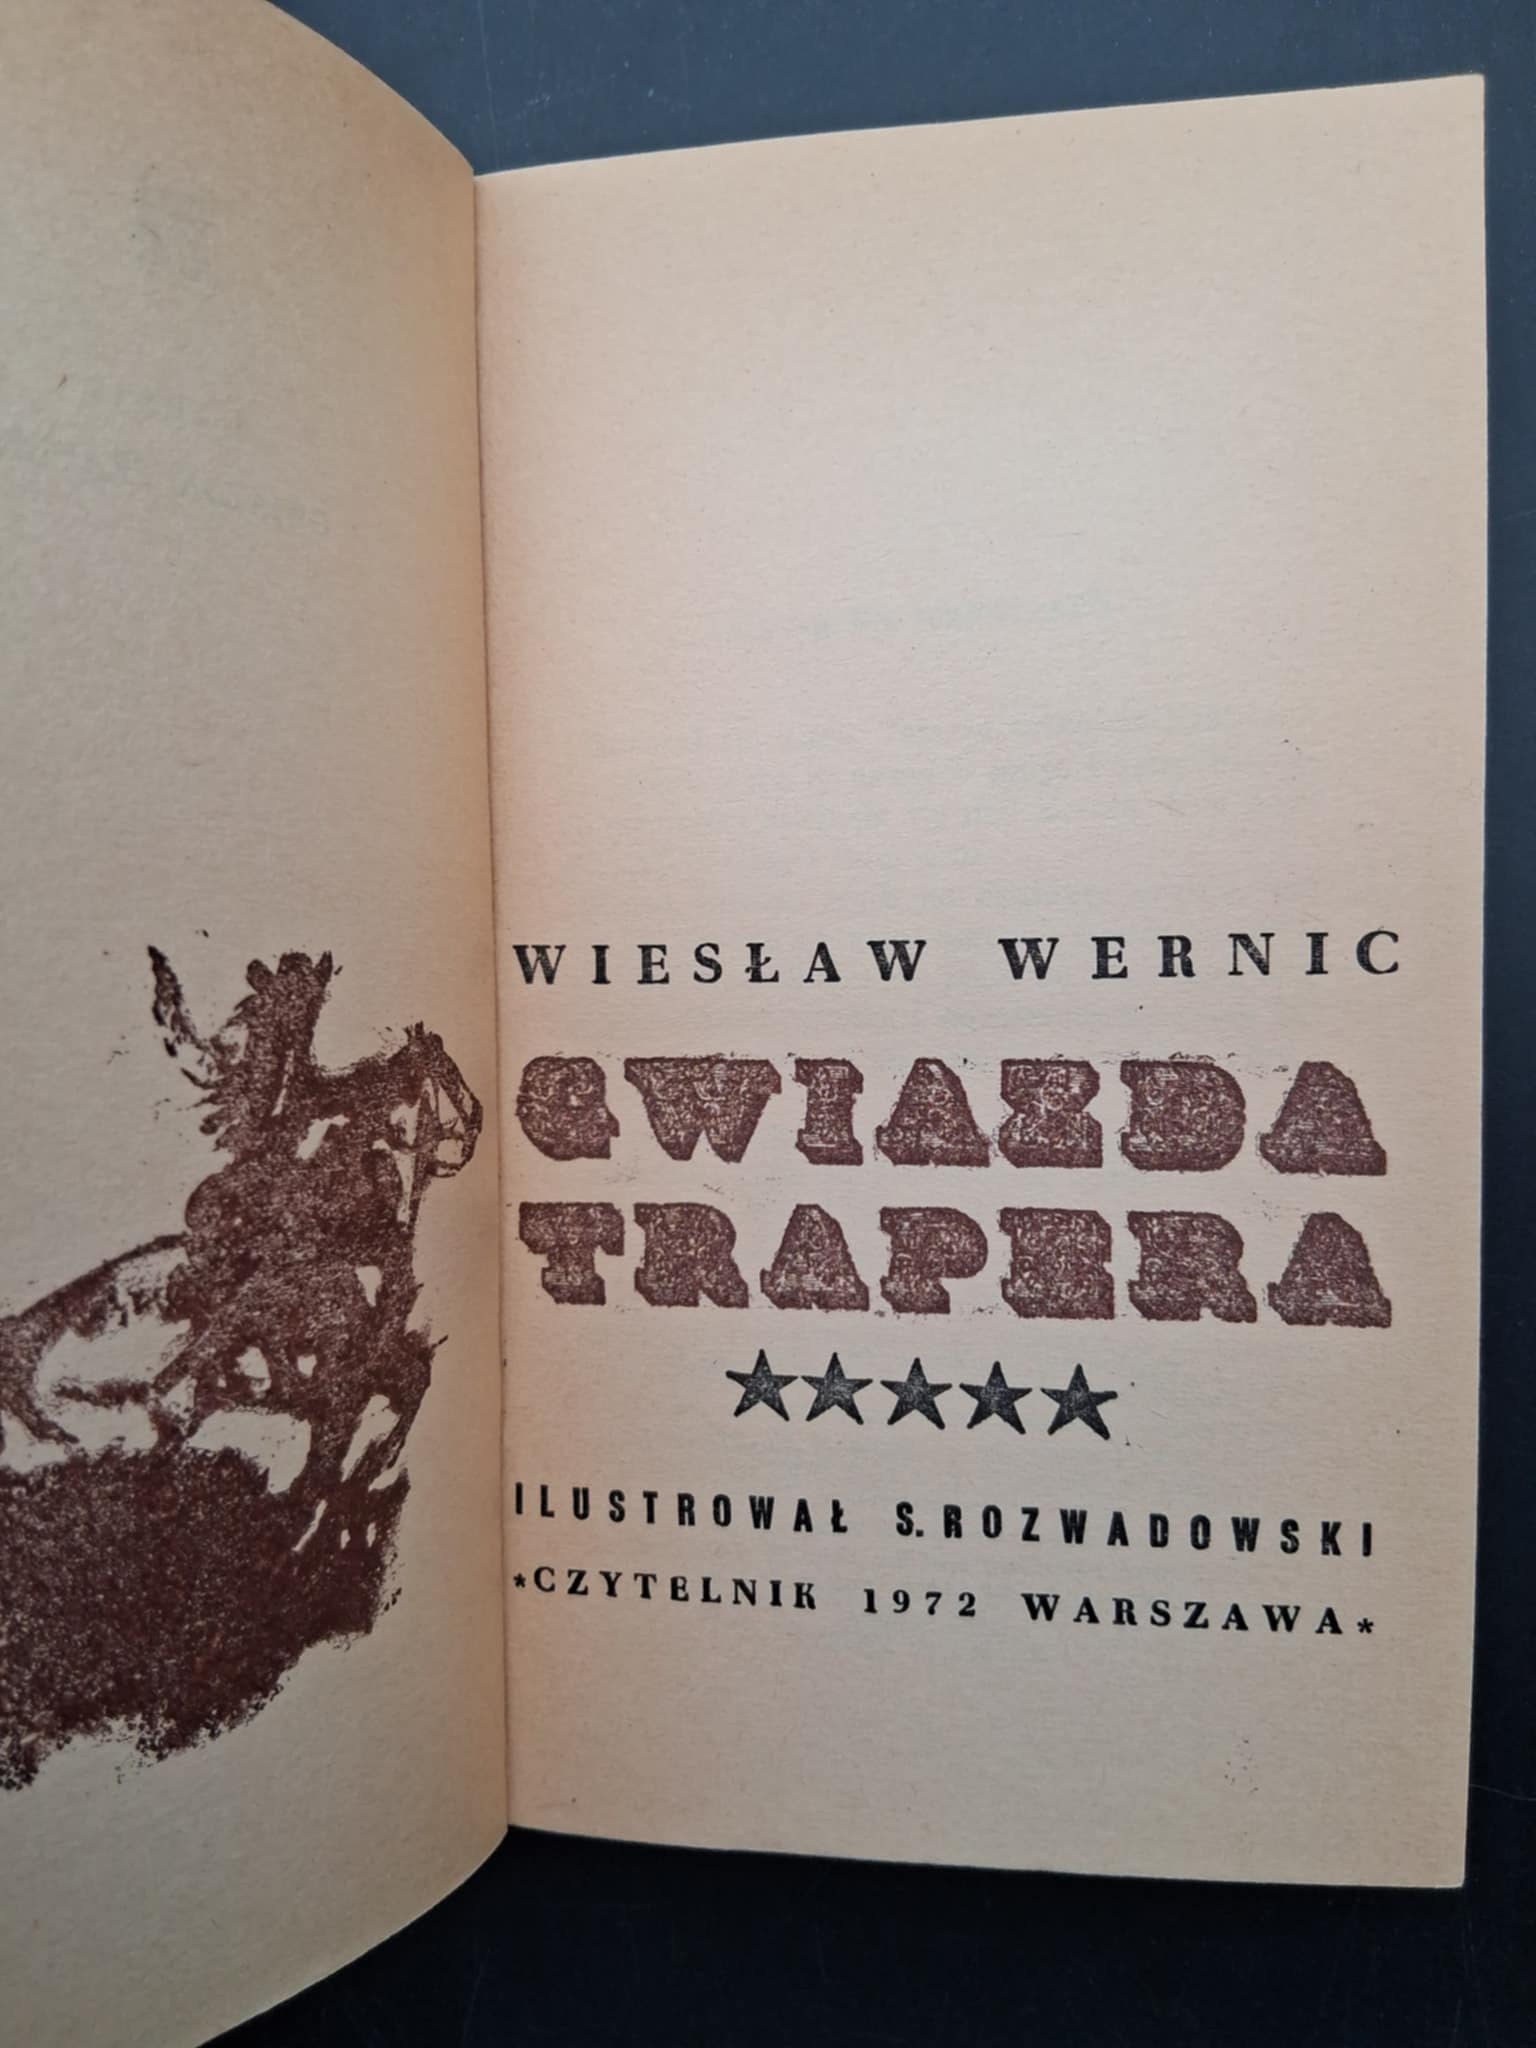 WIESŁAW WERNIC
GWIAZDA
TRAPERA
★★★★★
ILUSTROWAŁ S. ROZWADOWSKI
*CZYTELNIK 1972 WARSZAWA*